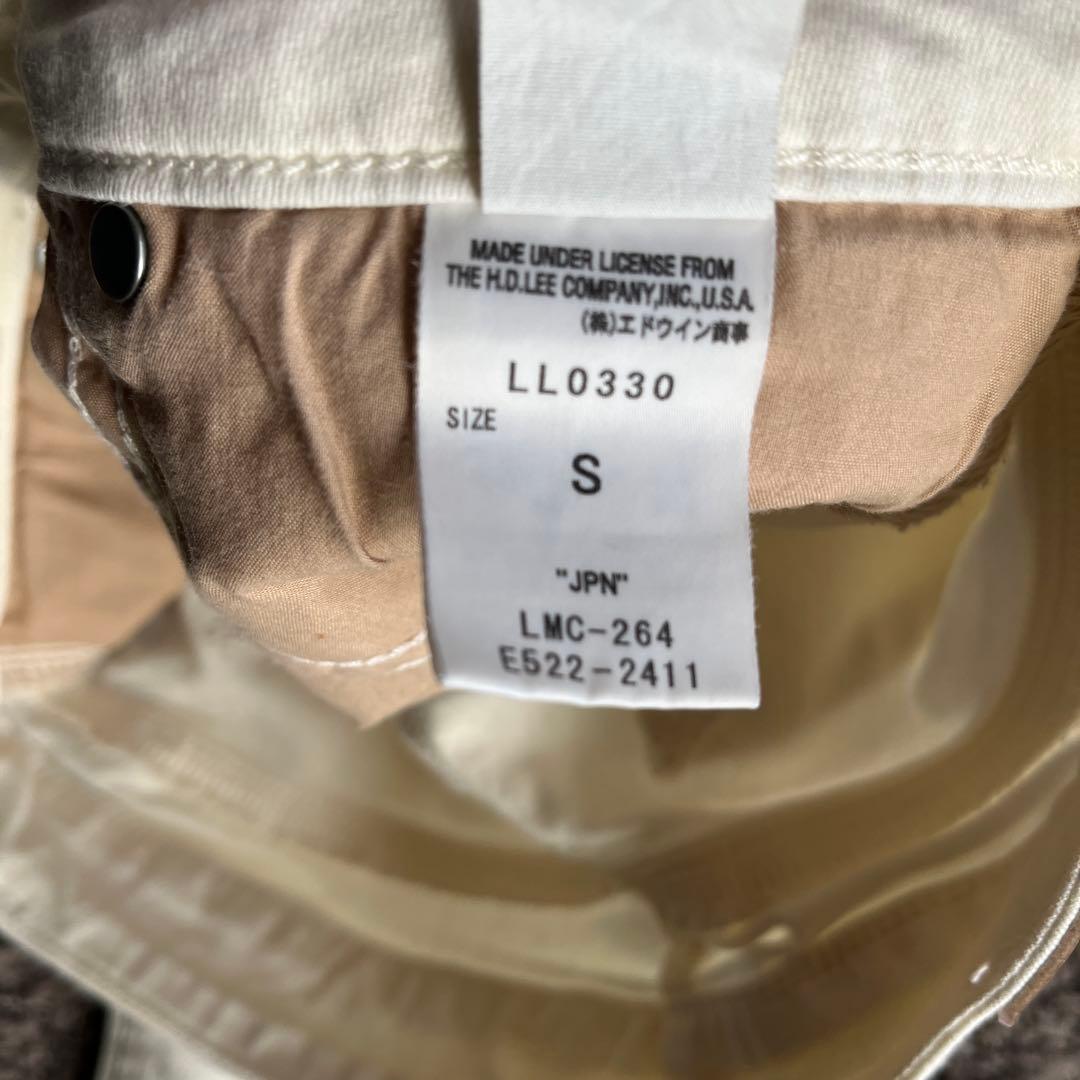 MADE UNDER LICENSE FROM
THE H.D.LEE COMPANY,INC.,U.S.A.
(株)エドウイン商事
LL0330
SIZE
S
"JPN"
LMC-264
E522-2411